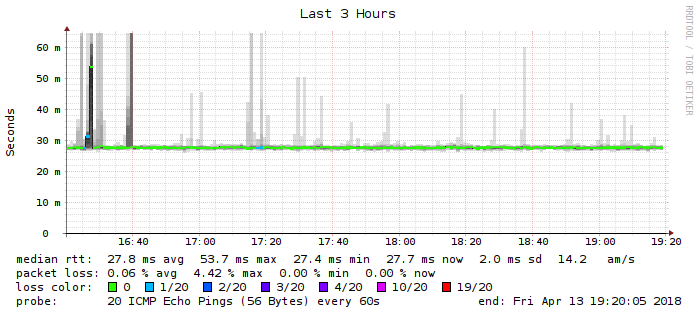 Last 3 Hours
RRDTOOL / TOBI OETIKER
Seconds
60 m
50 m
40 m
30 m
20 m
10 m
0
16:40 17:00 17:20 17:40 18:00 18:20 18:40 19:00 19:20
median rtt: 27.8 ms avg 53.7 ms max 27.4 ms min 27.7 ms now 2.0 ms sd 14.2 am/s
packet loss: 0.06 % avg 4.42 % max 0.00 % min 0.00 % now
loss color: 0 1/20 2/20 3/20 4/20 10/20 19/20
probe: 20 ICMP Echo Pings (56 Bytes) every 60s end: Fri Apr 13 19:20:05 2018